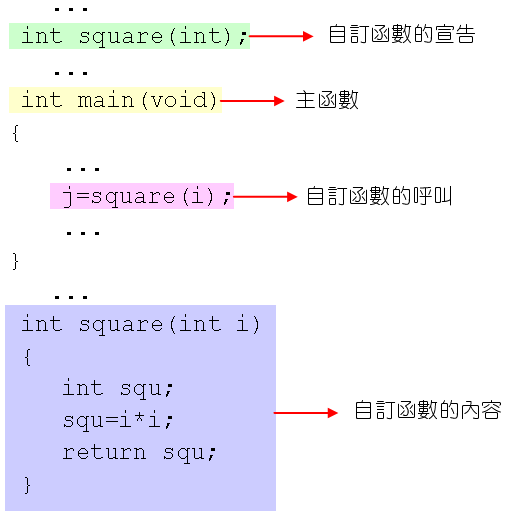 ...
int square(int); 自訂函數的宣告
...
int main(void) 主函數
{
...
j=square(i); 自訂函數的呼叫
...
}
...
int square(int i)
{
int squ;
squ=i*i; 自訂函數的內容
return squ;
}